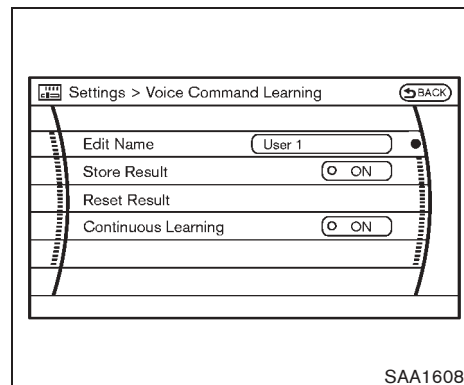 Settings > Voice Command Learning BACK
Edit Name User 1
Store Result ON
Reset Result
Continuous Learning ON
SAA1608